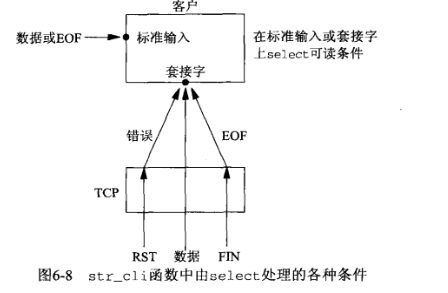 客户
数据或EOF
标准输入
在标准输入或套接字
上select可读条件
套接字
错误
EOF
TCP
RST
数据
FIN
图6-8 str_cli函数中由select处理的各种条件